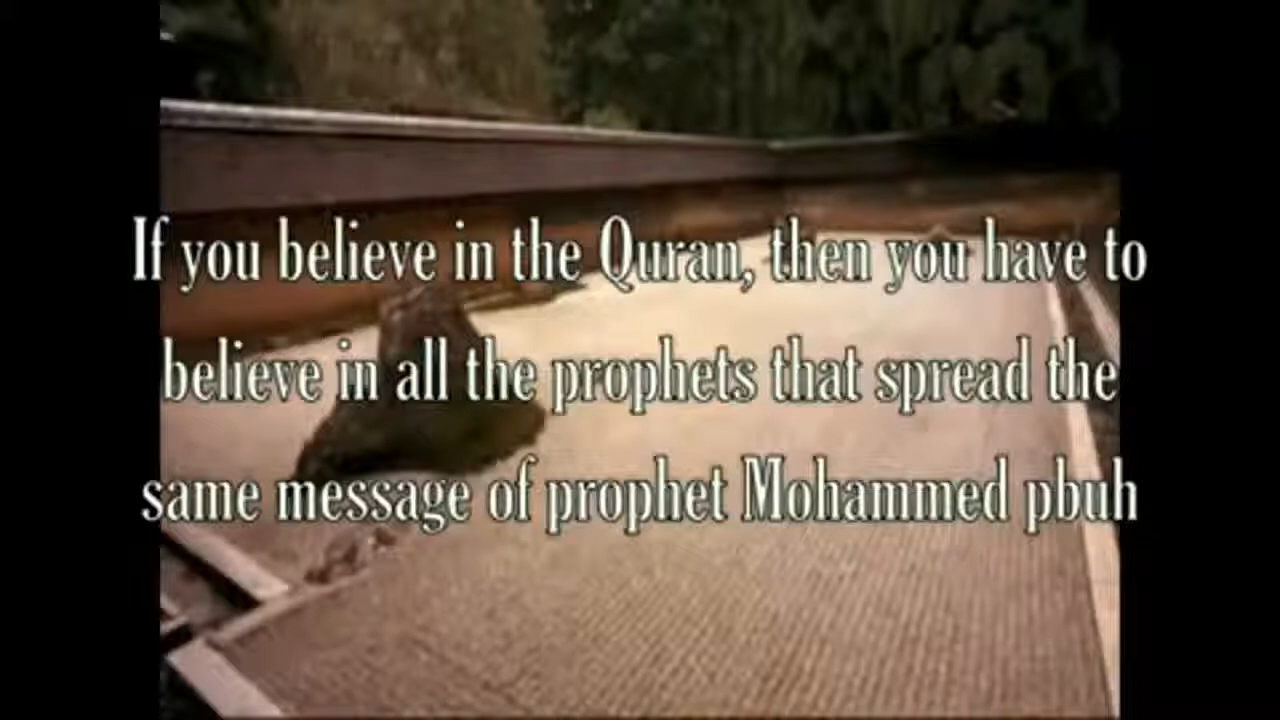 If you believe in the Quran, then you have to
believe in all the prophets that spread the
same message of prophet Mohammed pbuh